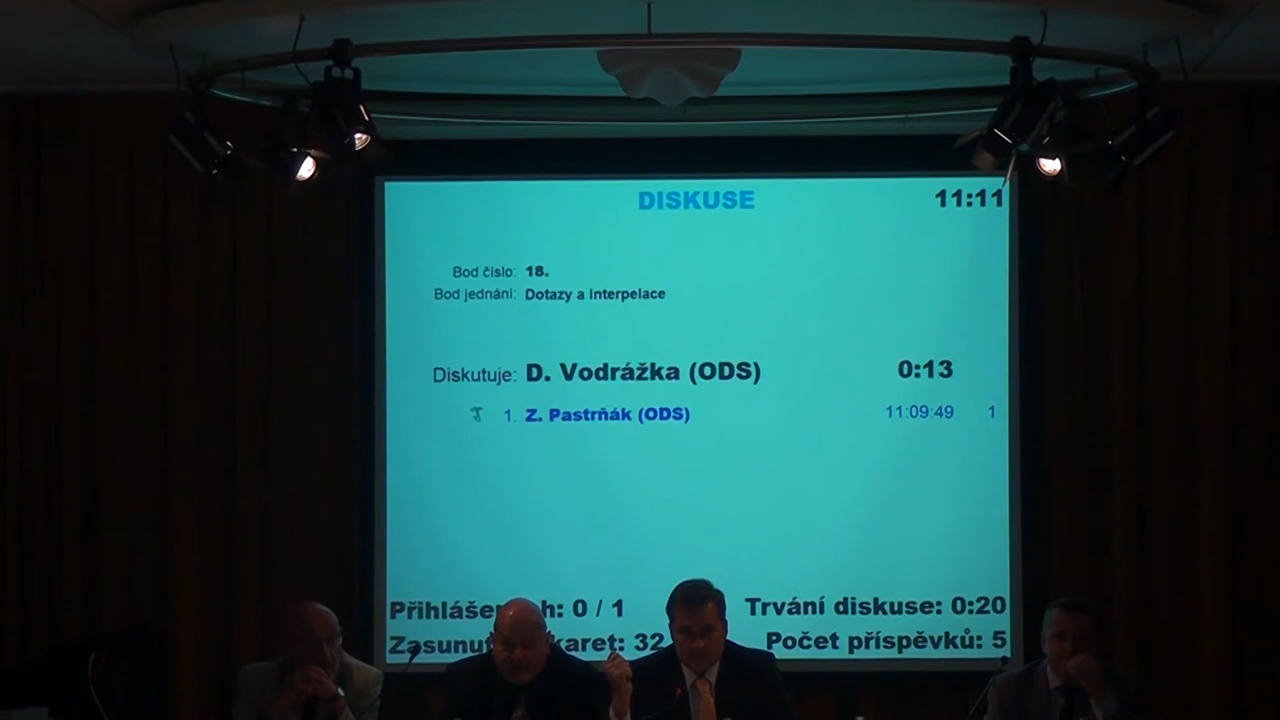 DISKUSE 11:11
Bod číslo: 18.
Bod jednání: Dotazy a interpelace
Diskutuje: D. Vodrážka (ODS) 0:13
1. Z. Pastrňák (ODS) 11:09:49 1
h: 0 / 1 Trvání diskuse: 0:20
karet: 32 Počet příspěvků: 5